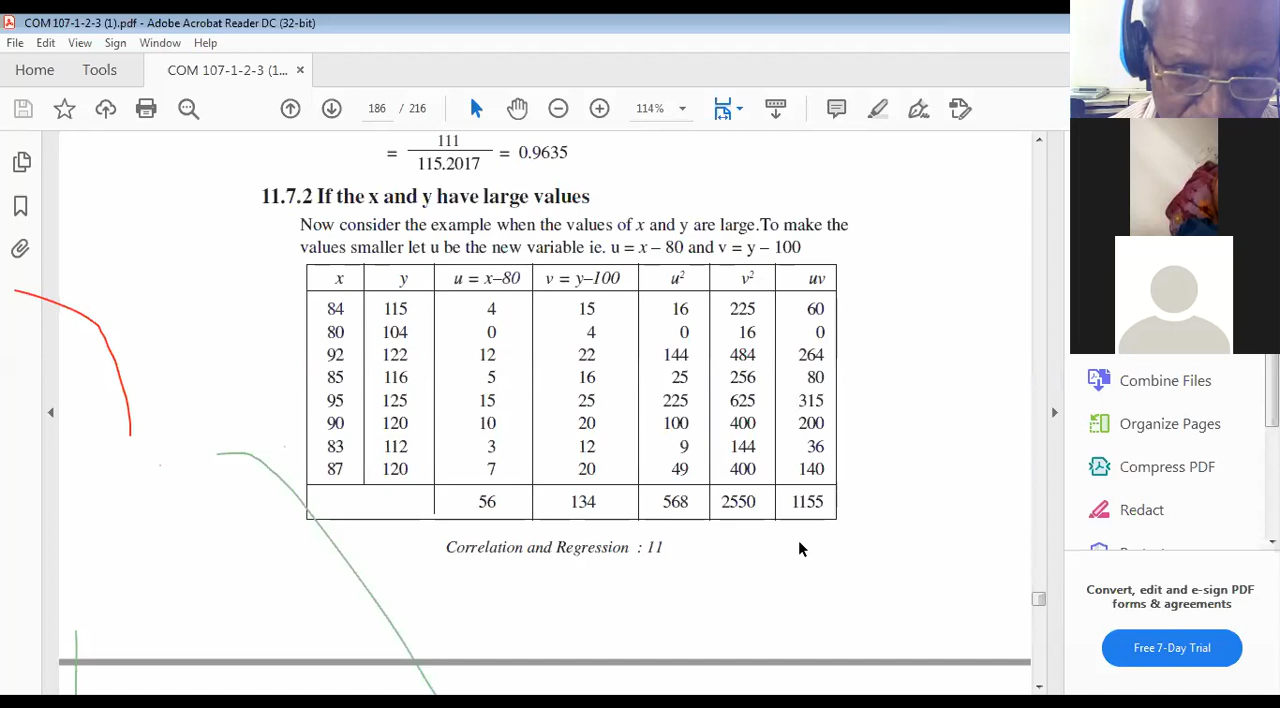 COM 107-1-2-3 (1).pdf - Adobe Acrobat Reader DC (32-bit)
File Edit View Sign Window Help
Home Tools COM 107-1-2-3 (1... ×
186 / 216 114%
= 111 / 115.2017 = 0.9635
11.7.2 If the x and y have large values
Now consider the example when the values of x and y are large.To make the
values smaller let u be the new variable ie. u = x – 80 and v = y – 100
x y u = x–80 v = y–100 u² v² uv
84 115 4 15 16 225 60
80 104 0 4 0 16 0
92 122 12 22 144 484 264
85 116 5 16 25 256 80
95 125 15 25 225 625 315
90 120 10 20 100 400 200
83 112 3 12 9 144 36
87 120 7 20 49 400 140
56 134 568 2550 1155
Correlation and Regression : 11
Combine Files
Organize Pages
Compress PDF
Redact
Convert, edit and e-sign PDF
forms & agreements
Free 7-Day Trial